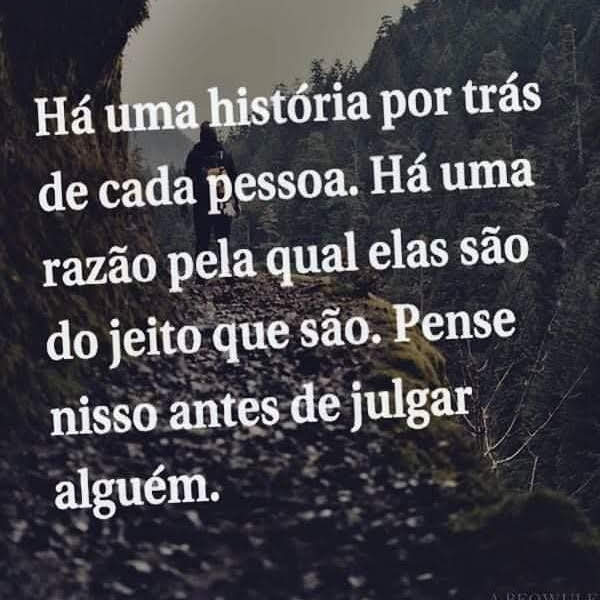 Há uma história por trás
de cada pessoa. Há uma
razão pela qual elas são
do jeito que são. Pense
nisso antes de julgar
alguém.